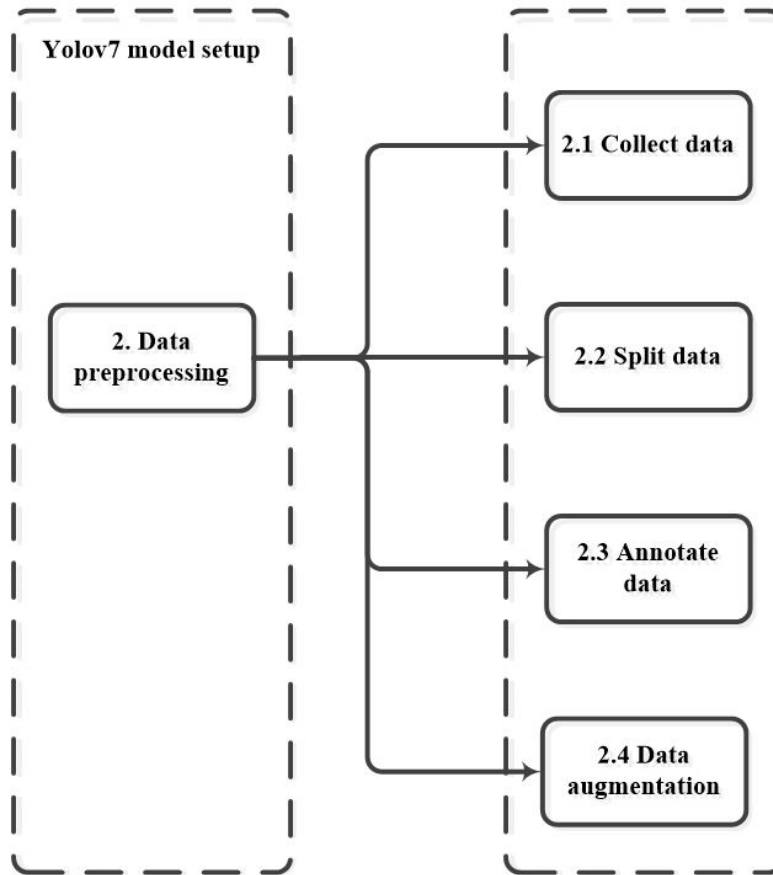 Yolov7 model setup
2. Data
preprocessing
2.1 Collect data
2.2 Split data
2.3 Annotate
data
2.4 Data
augmentation